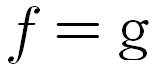 f = g